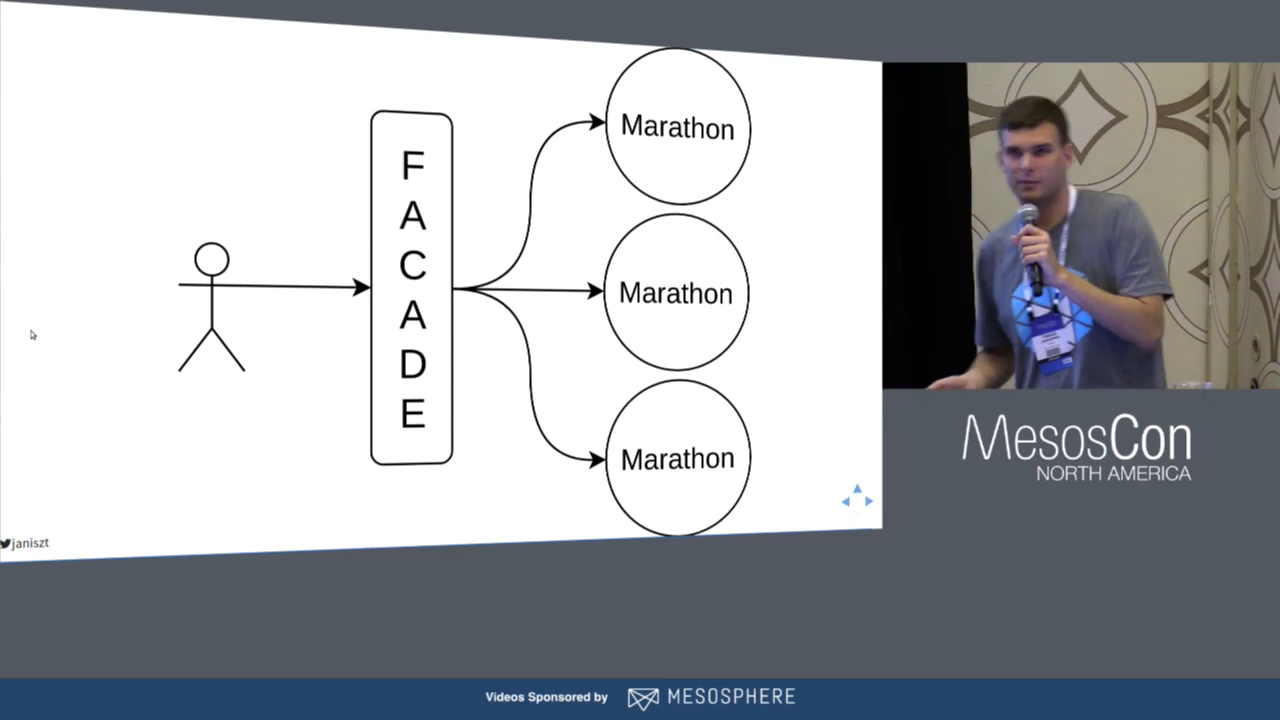 F
A
C
A
D
E
Marathon
Marathon
Marathon
janiszt
MesosCon
NORTH AMERICA
Videos Sponsored by MESOSPHERE